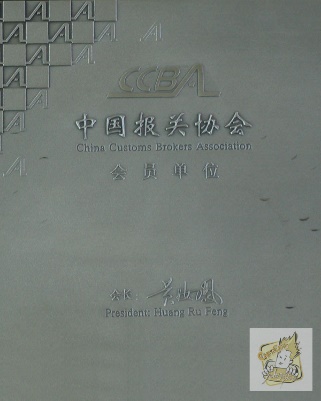 CCBA
中国报关协会
China Customs Brokers Association
会员单位
会长:
President: Huang Ru Feng